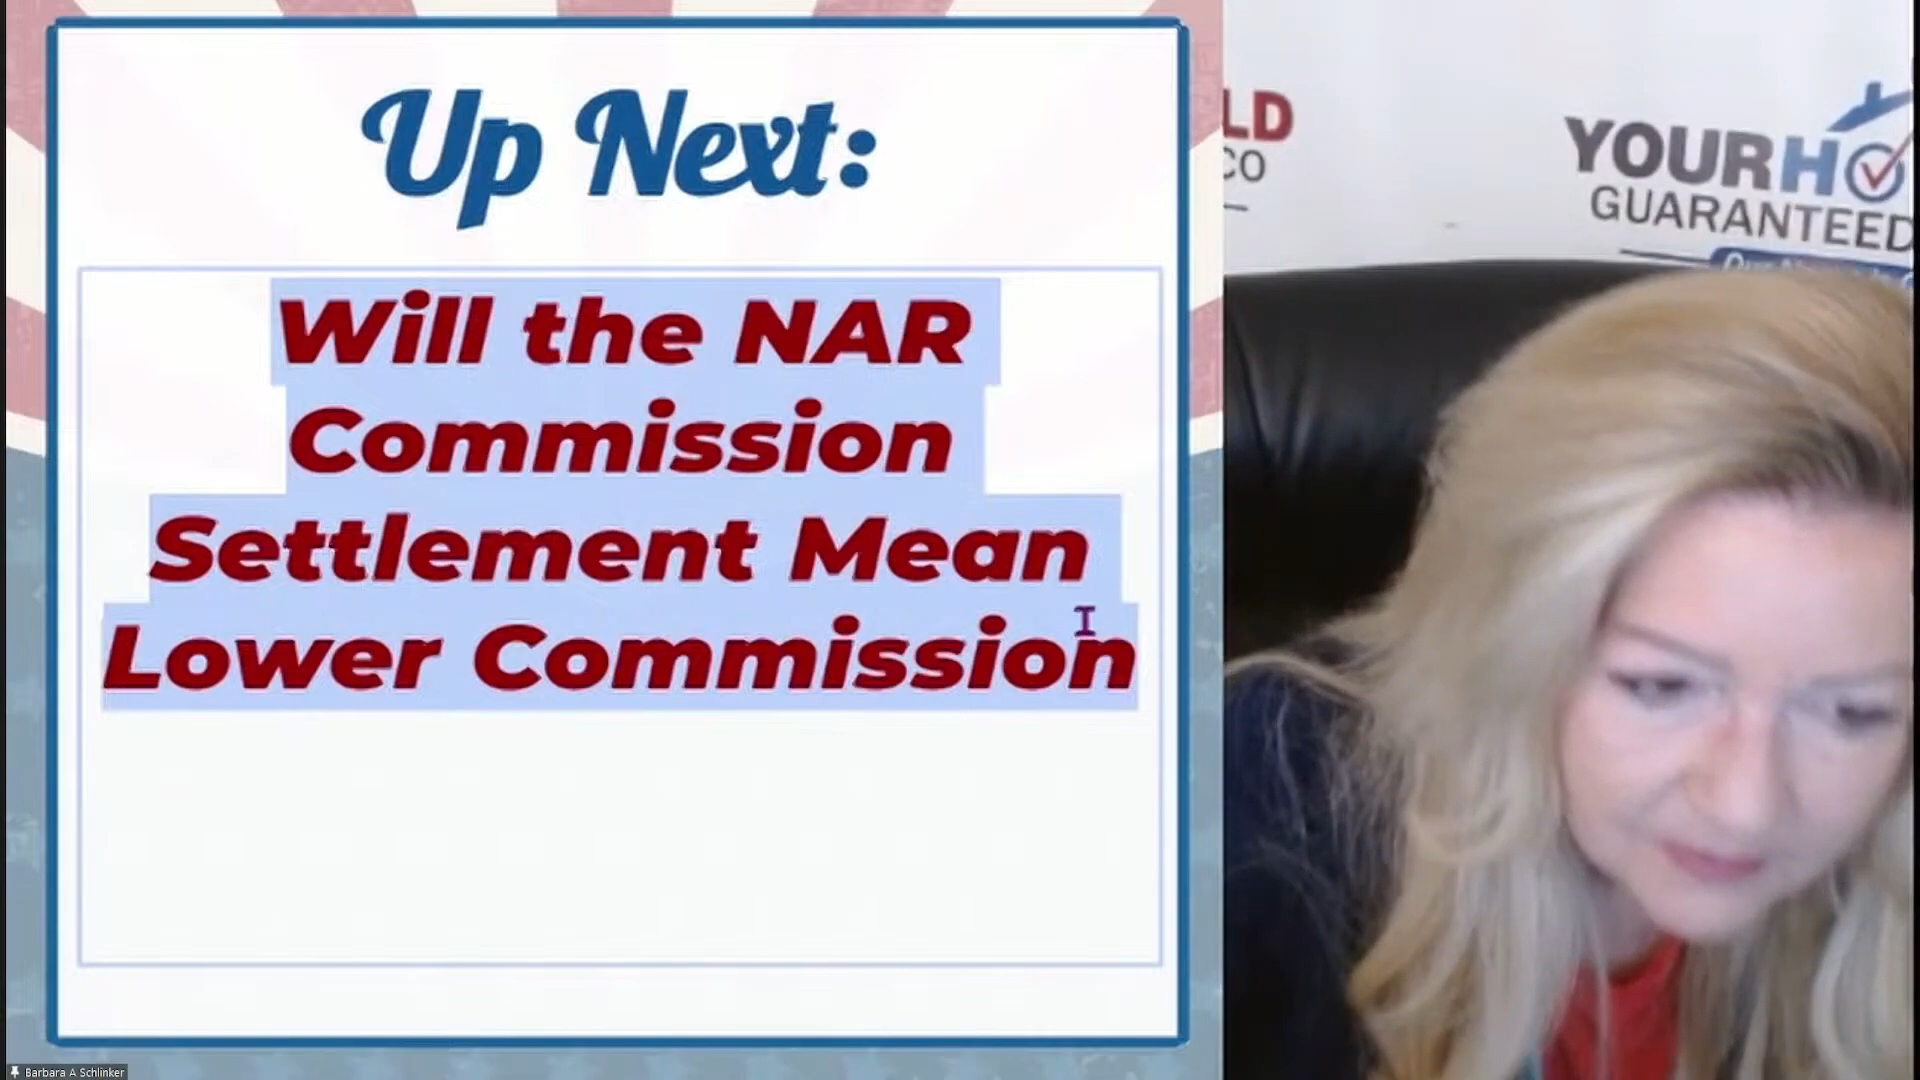 Up Next:
Will the NAR
Commission
Settlement Mean
Lower Commission
LD
CO
YOURHO
GUARANTEED
Barbara A Schlinker